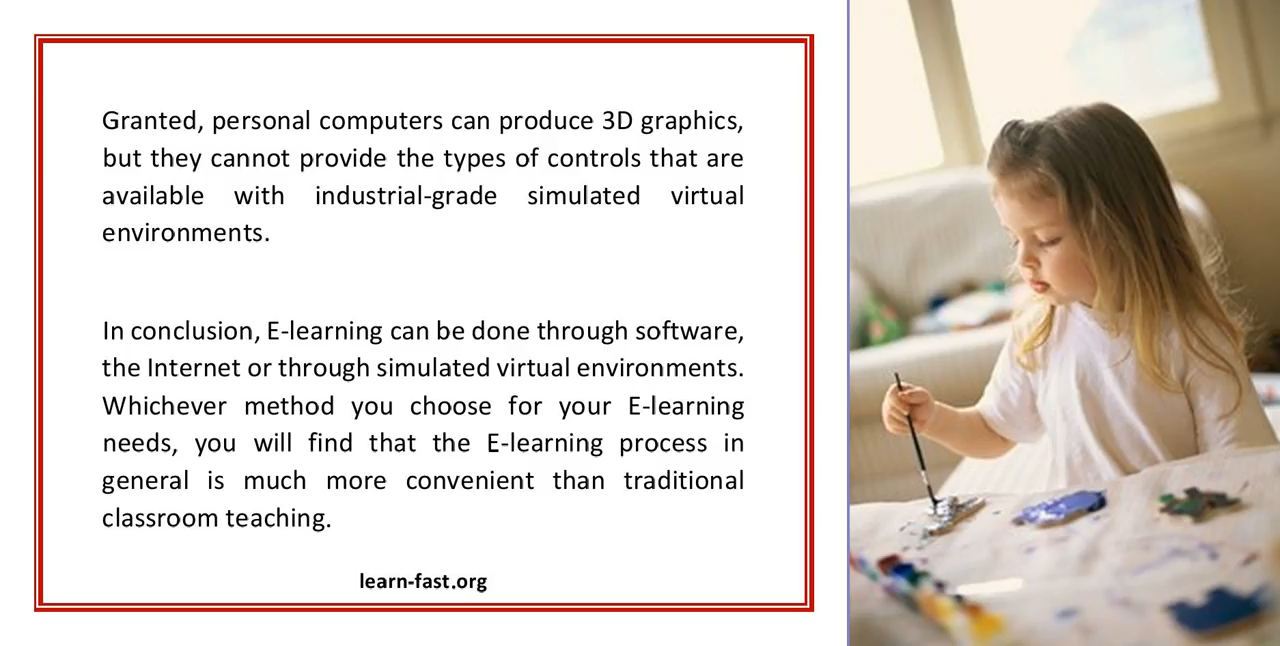 Granted, personal computers can produce 3D graphics,
but they cannot provide the types of controls that are
available with industrial-grade simulated virtual
environments.
In conclusion, E-learning can be done through software,
the Internet or through simulated virtual environments.
Whichever method you choose for your E-learning
needs, you will find that the E-learning process in
general is much more convenient than traditional
classroom teaching.
learn-fast.org